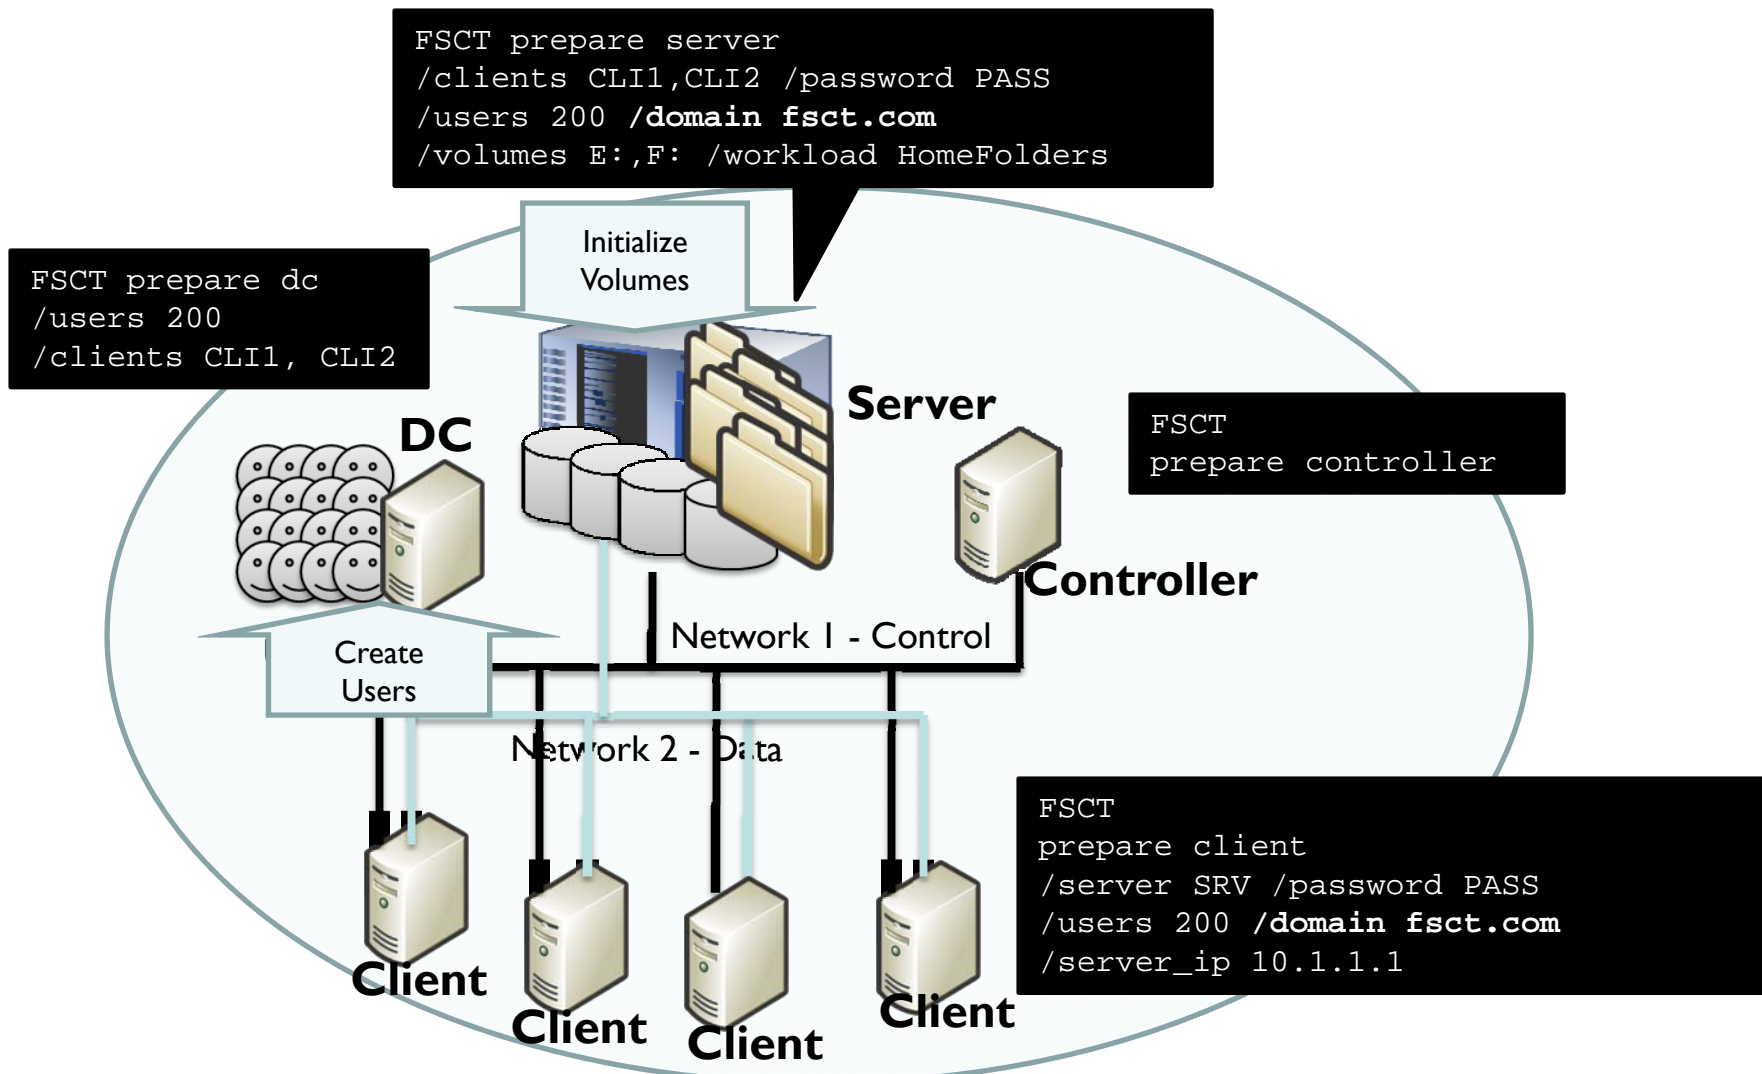 FSCT prepare server
/clients CLI1,CLI2 /password PASS
/users 200 /domain fsct.com
/volumes E:,F: /workload HomeFolders
Initialize
Volumes
FSCT prepare dc
/users 200
/clients CLI1, CLI2
Server
DC
FSCT
prepare controller
Controller
Network 1 - Control
Create
Users
Network 2 - Data
FSCT
prepare client
/server SRV /password PASS
/users 200 /domain fsct.com
/server_ip 10.1.1.1
Client
Client
Client
Client